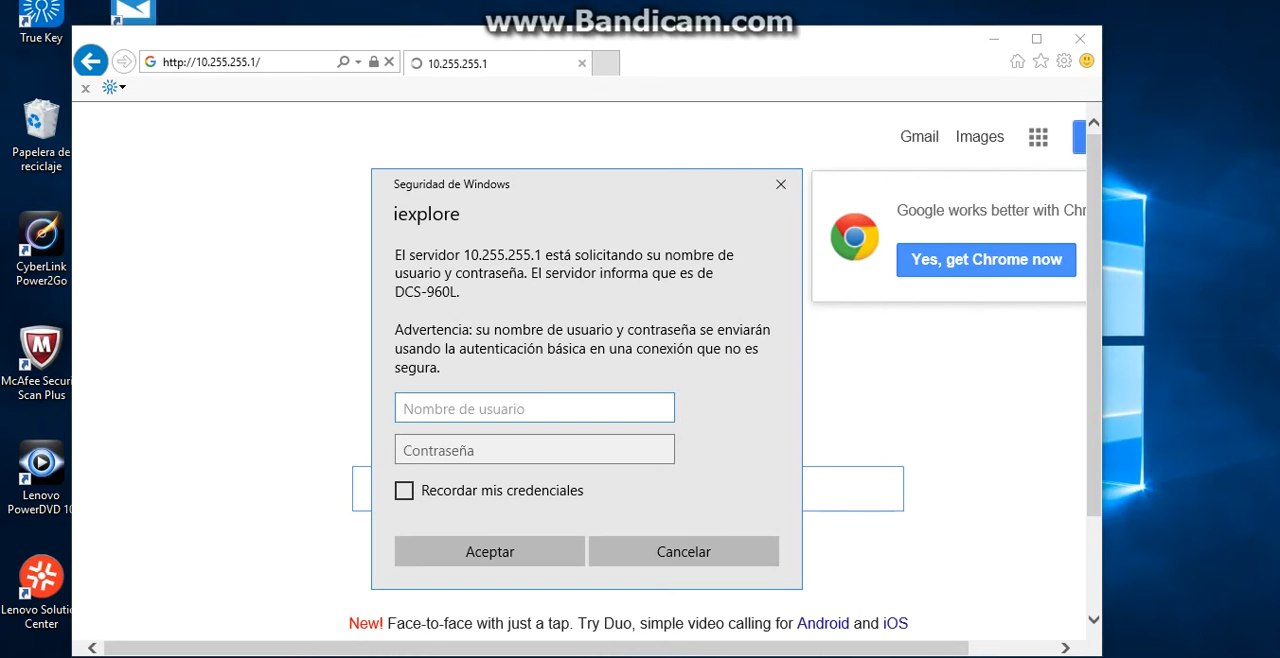 www.Bandicam.com
True Key
http://10.255.255.1/
10.255.255.1
Gmail Images
Papelera de
reciclaje
Seguridad de Windows
iexplore
Google works better with Chr
Yes, get Chrome now
El servidor 10.255.255.1 está solicitando su nombre de
usuario y contraseña. El servidor informa que es de
DCS-960L.
CyberLink
Power2Go
Advertencia: su nombre de usuario y contraseña se enviarán
usando la autenticación básica en una conexión que no es
segura.
McAfee Securi
Scan Plus
Nombre de usuario
Contraseña
Recordar mis credenciales
Lenovo
PowerDVD 10
Aceptar
Cancelar
Lenovo Solutio
Center
New! Face-to-face with just a tap. Try Duo, simple video calling for Android and iOS